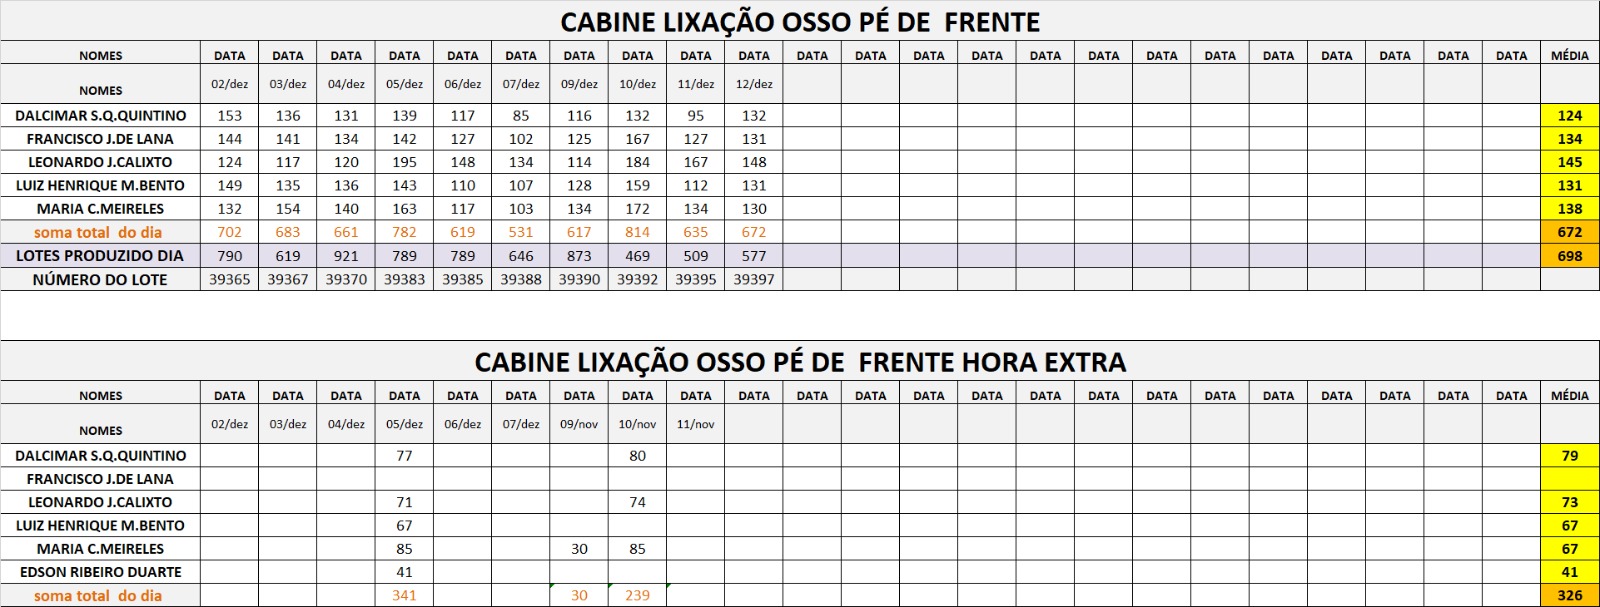 CABINE LIXAÇÃO OSSO PÉ DE FRENTE
NOMES DATA DATA DATA DATA DATA DATA DATA DATA DATA DATA DATA DATA DATA DATA DATA DATA DATA DATA DATA DATA DATA DATA DATA MÉDIA
NOMES 02/dez 03/dez 04/dez 05/dez 06/dez 07/dez 09/dez 10/dez 11/dez 12/dez
DALCIMAR S.Q.QUINTINO 153 136 131 139 117 85 116 132 95 132 124
FRANCISCO J.DE LANA 144 141 134 142 127 102 125 167 127 131 134
LEONARDO J.CALIXTO 124 117 120 195 148 134 114 184 167 148 145
LUIZ HENRIQUE M.BENTO 149 135 136 143 110 107 128 159 112 131 131
MARIA C.MEIRELES 132 154 140 163 117 103 134 172 134 130 138
soma total do dia 702 683 661 782 619 531 617 814 635 672 672
LOTES PRODUZIDO DIA 790 619 921 789 789 646 873 469 509 577 698
NÚMERO DO LOTE 39365 39367 39370 39383 39385 39388 39390 39392 39395 39397
CABINE LIXAÇÃO OSSO PÉ DE FRENTE HORA EXTRA
NOMES DATA DATA DATA DATA DATA DATA DATA DATA DATA DATA DATA DATA DATA DATA DATA DATA DATA DATA DATA DATA DATA DATA DATA MÉDIA
NOMES 02/dez 03/dez 04/dez 05/dez 06/dez 07/dez 09/nov 10/nov 11/nov
DALCIMAR S.Q.QUINTINO 77 80 79
FRANCISCO J.DE LANA
LEONARDO J.CALIXTO 71 74 73
LUIZ HENRIQUE M.BENTO 67 67
MARIA C.MEIRELES 85 30 85 67
EDSON RIBEIRO DUARTE 41 41
soma total do dia 341 30 239 326